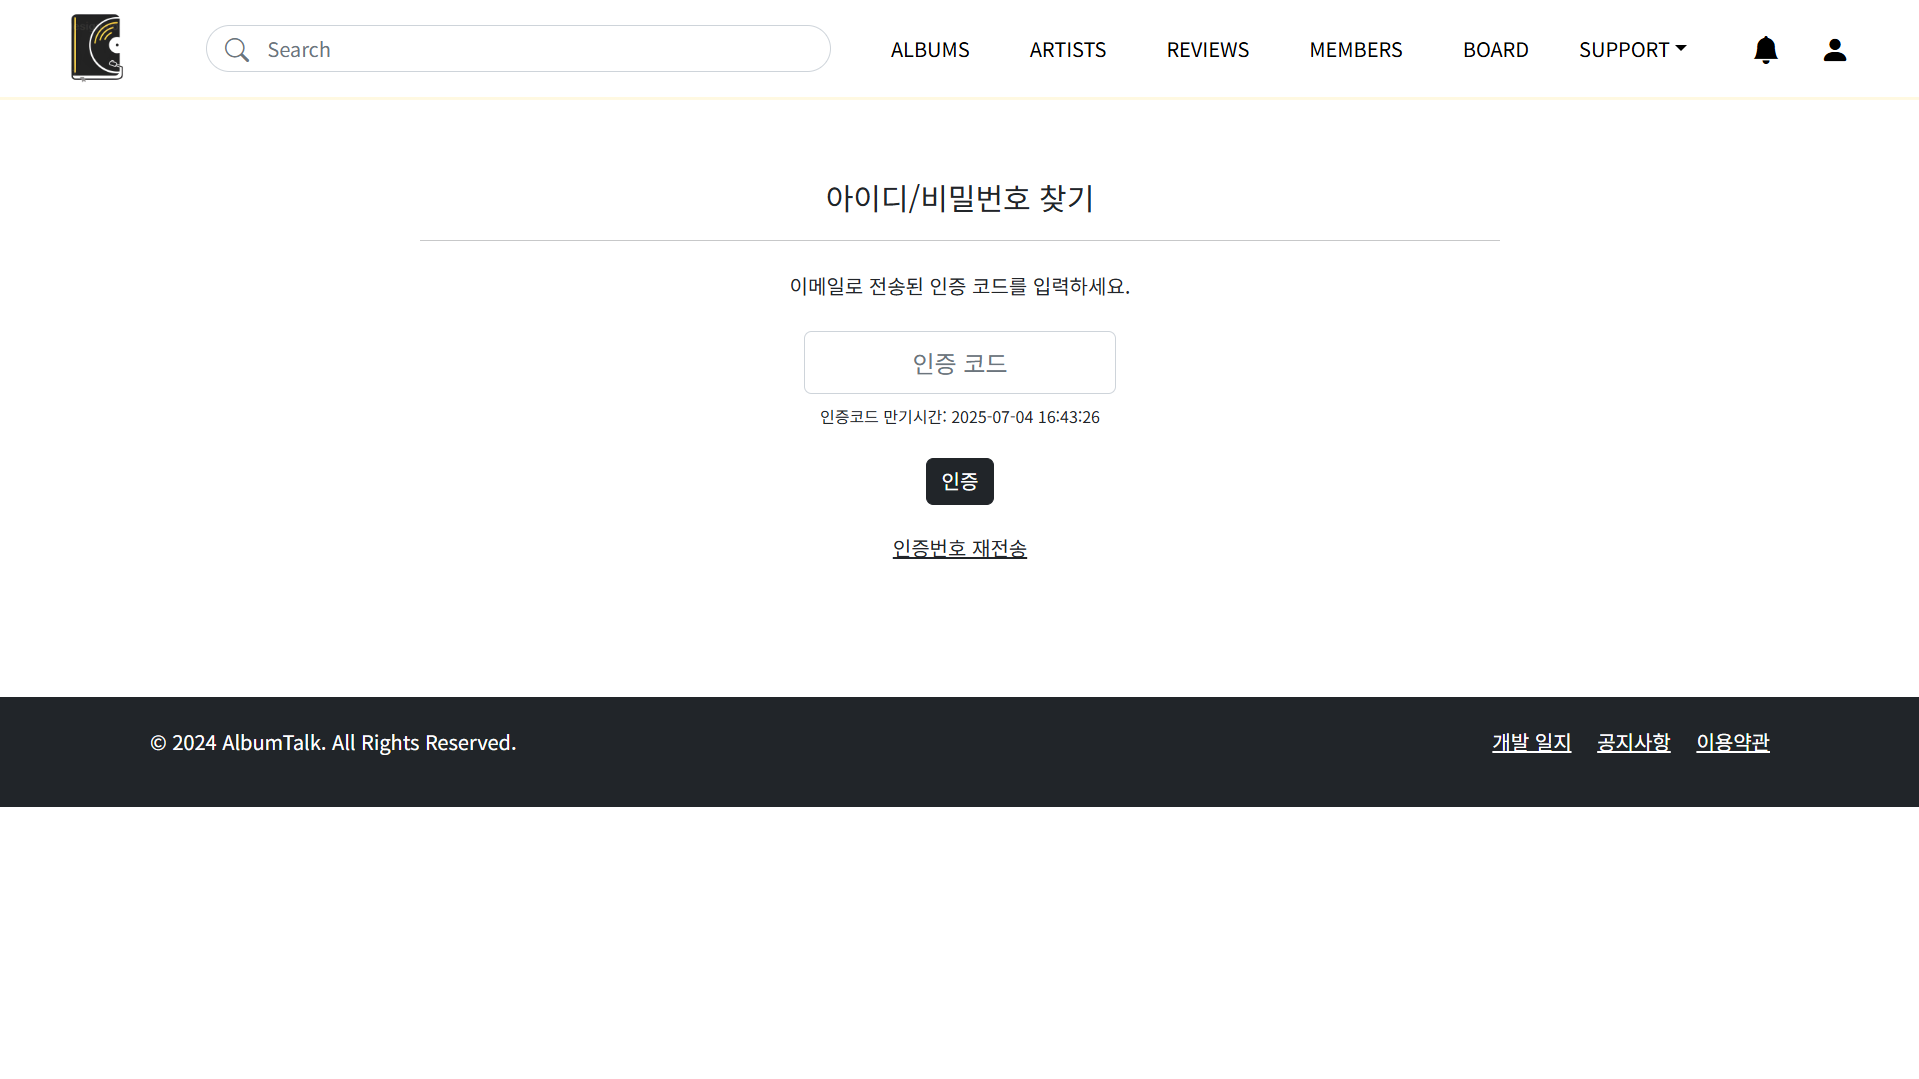 Search
ALBUMS
ARTISTS
REVIEWS
MEMBERS
BOARD
SUPPORT
아이디/비밀번호 찾기
이메일로 전송된 인증 코드를 입력하세요.
인증 코드
인증코드 만기시간: 2025-07-04 16:43:26
인증
인증번호 재전송
© 2024 AlbumTalk. All Rights Reserved.
개발 일지
공지사항
이용약관